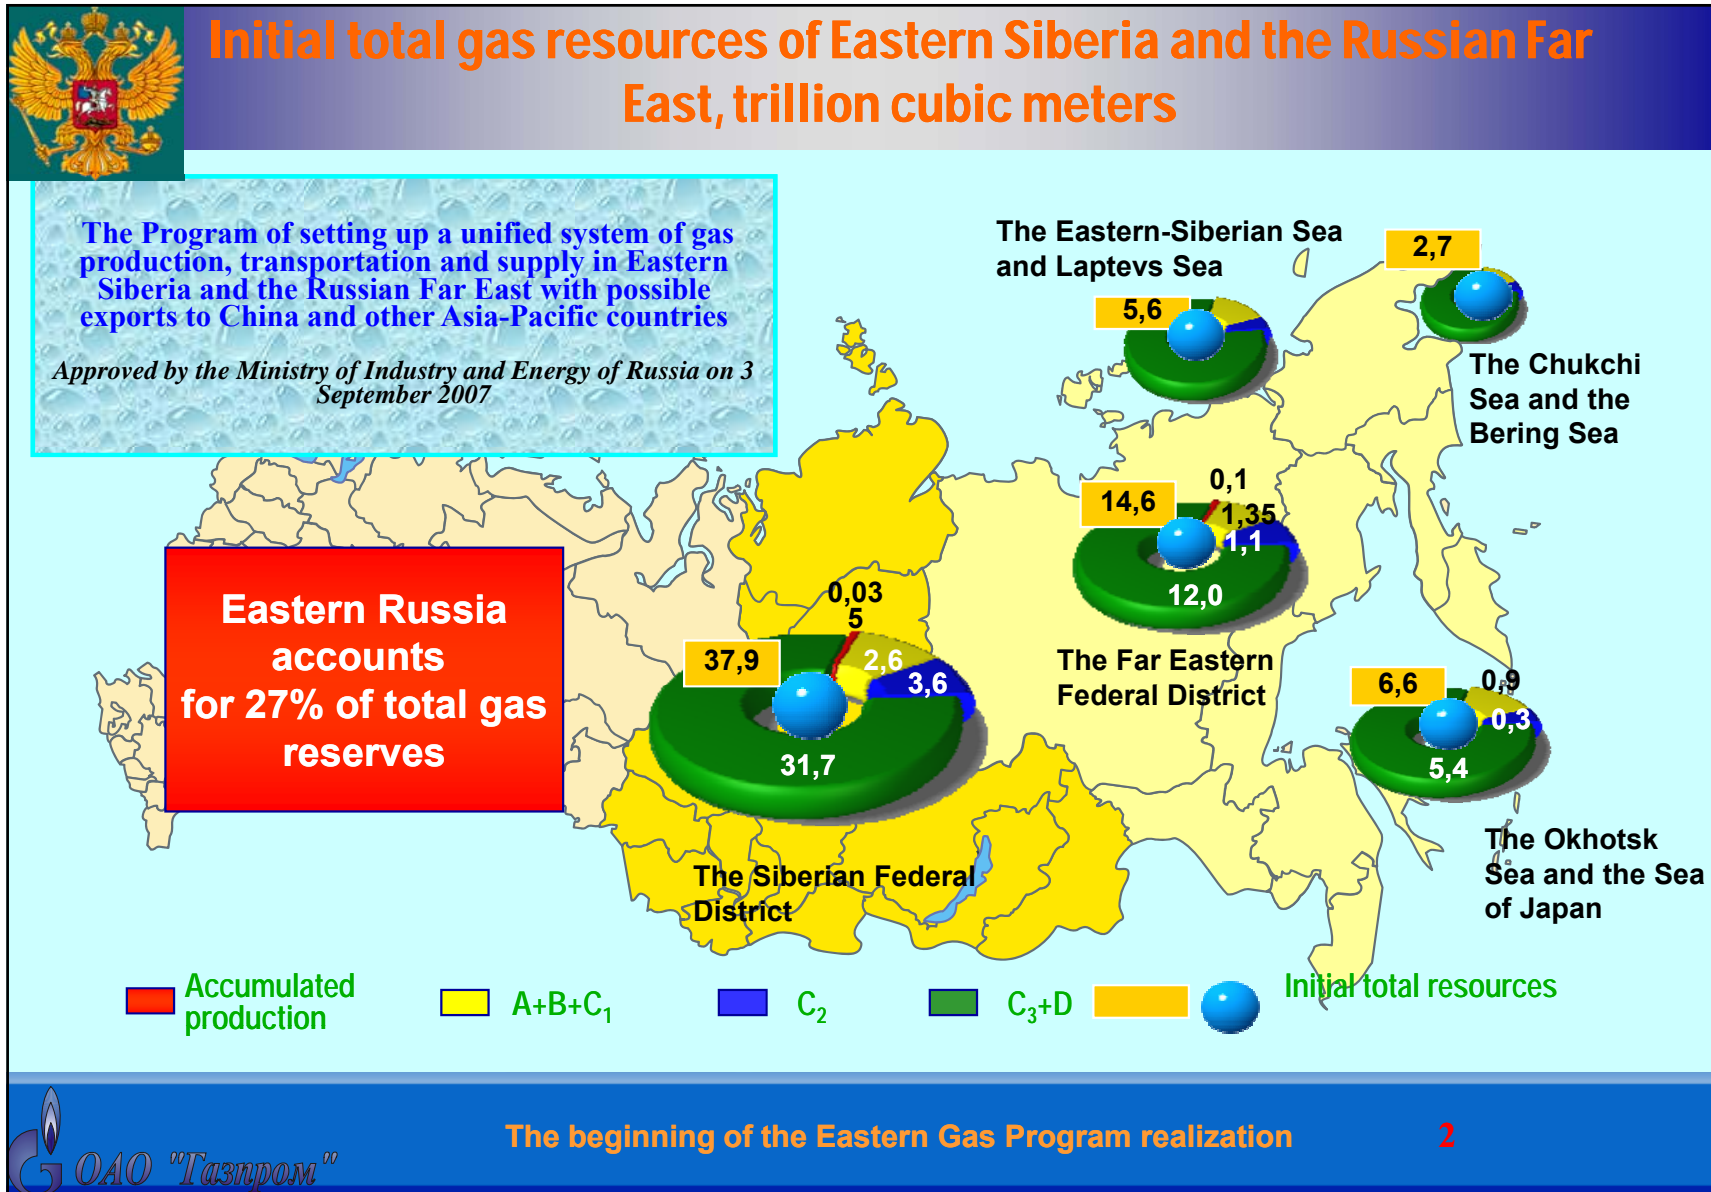 Initial total gas resources of Eastern Siberia and the Russian Far
East, trillion cubic meters
The Program of setting up a unified system of gas
production, transportation and supply in Eastern
Siberia and the Russian Far East with possible
exports to China and other Asia-Pacific countries
Approved by the Ministry of Industry and Energy of Russia on 3
September 2007
The Eastern-Siberian Sea
and Laptevs Sea
5,6
2,7
The Chukchi
Sea and the
Bering Sea
14,6
0,1
1,35
1,1
12,0
The Far Eastern
Federal District
Eastern Russia
accounts
for 27% of total gas
reserves
37,9
0,03
5
2,6
3,6
31,7
The Siberian Federal
District
6,6
0,9
0,3
5,4
The Okhotsk
Sea and the Sea
of Japan
Accumulated
production
A+B+C1
C2
C3+D
Initial total resources
The beginning of the Eastern Gas Program realization
2
ОАО "Газпром"